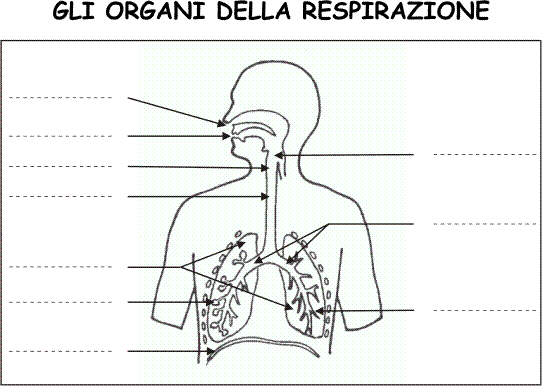 GLI ORGANI DELLA RESPIRAZIONE